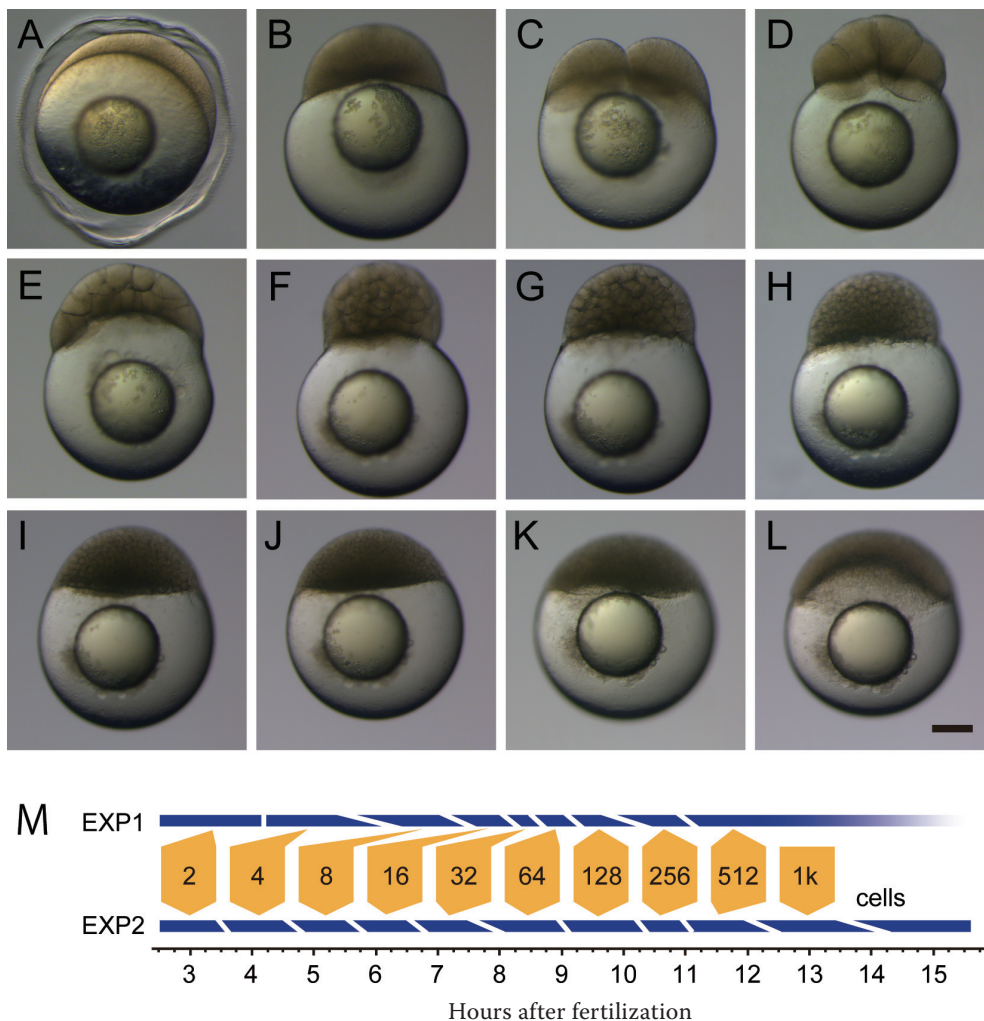 A
B
C
D
E
F
G
H
I
J
K
L
M
EXP1
2 4 8 16 32 64 128 256 512 1k
cells
EXP2
3 4 5 6 7 8 9 10 11 12 13 14 15
Hours after fertilization